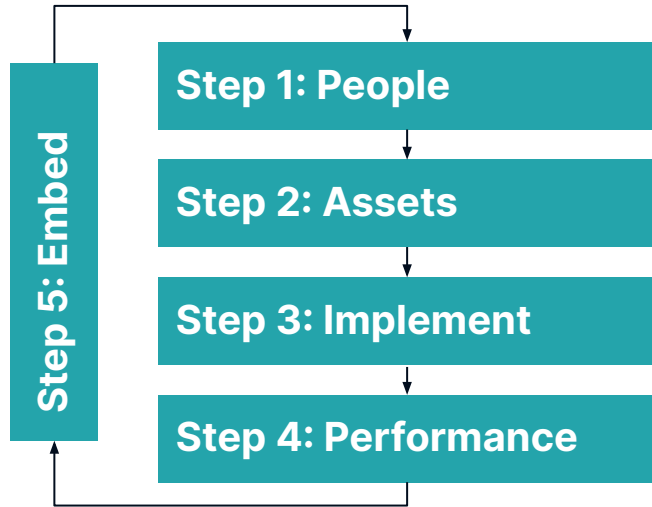 Step 1: People
Step 2: Assets
Step 3: Implement
Step 4: Performance
Step 5: Embed